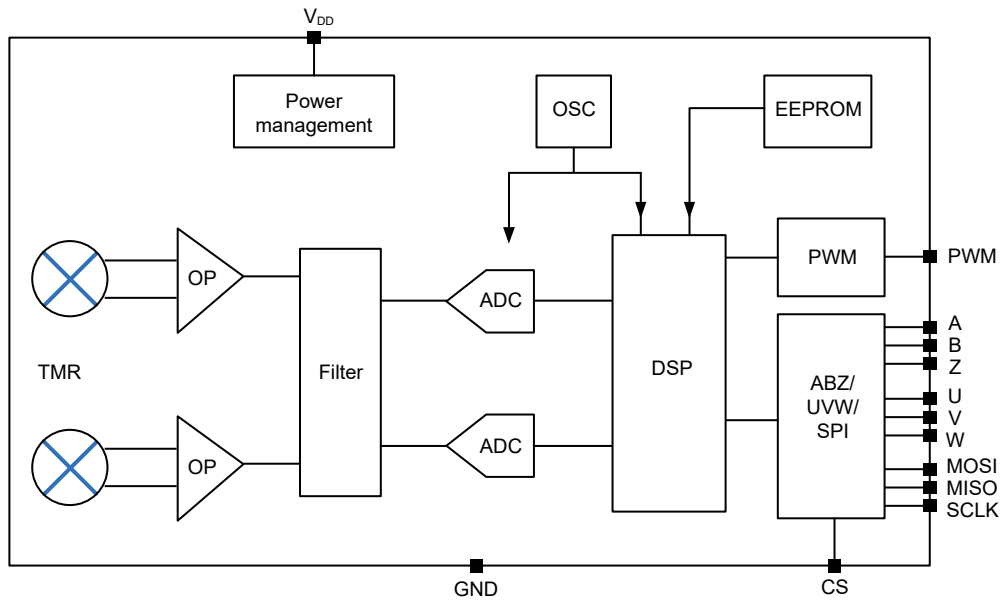 VDD
Power
management
OSC
EEPROM
OP
ADC
PWM
PWM
TMR
Filter
DSP
ABZ/
UVW/
SPI
A
B
Z
U
V
W
MOSI
MISO
SCLK
OP
ADC
GND
CS